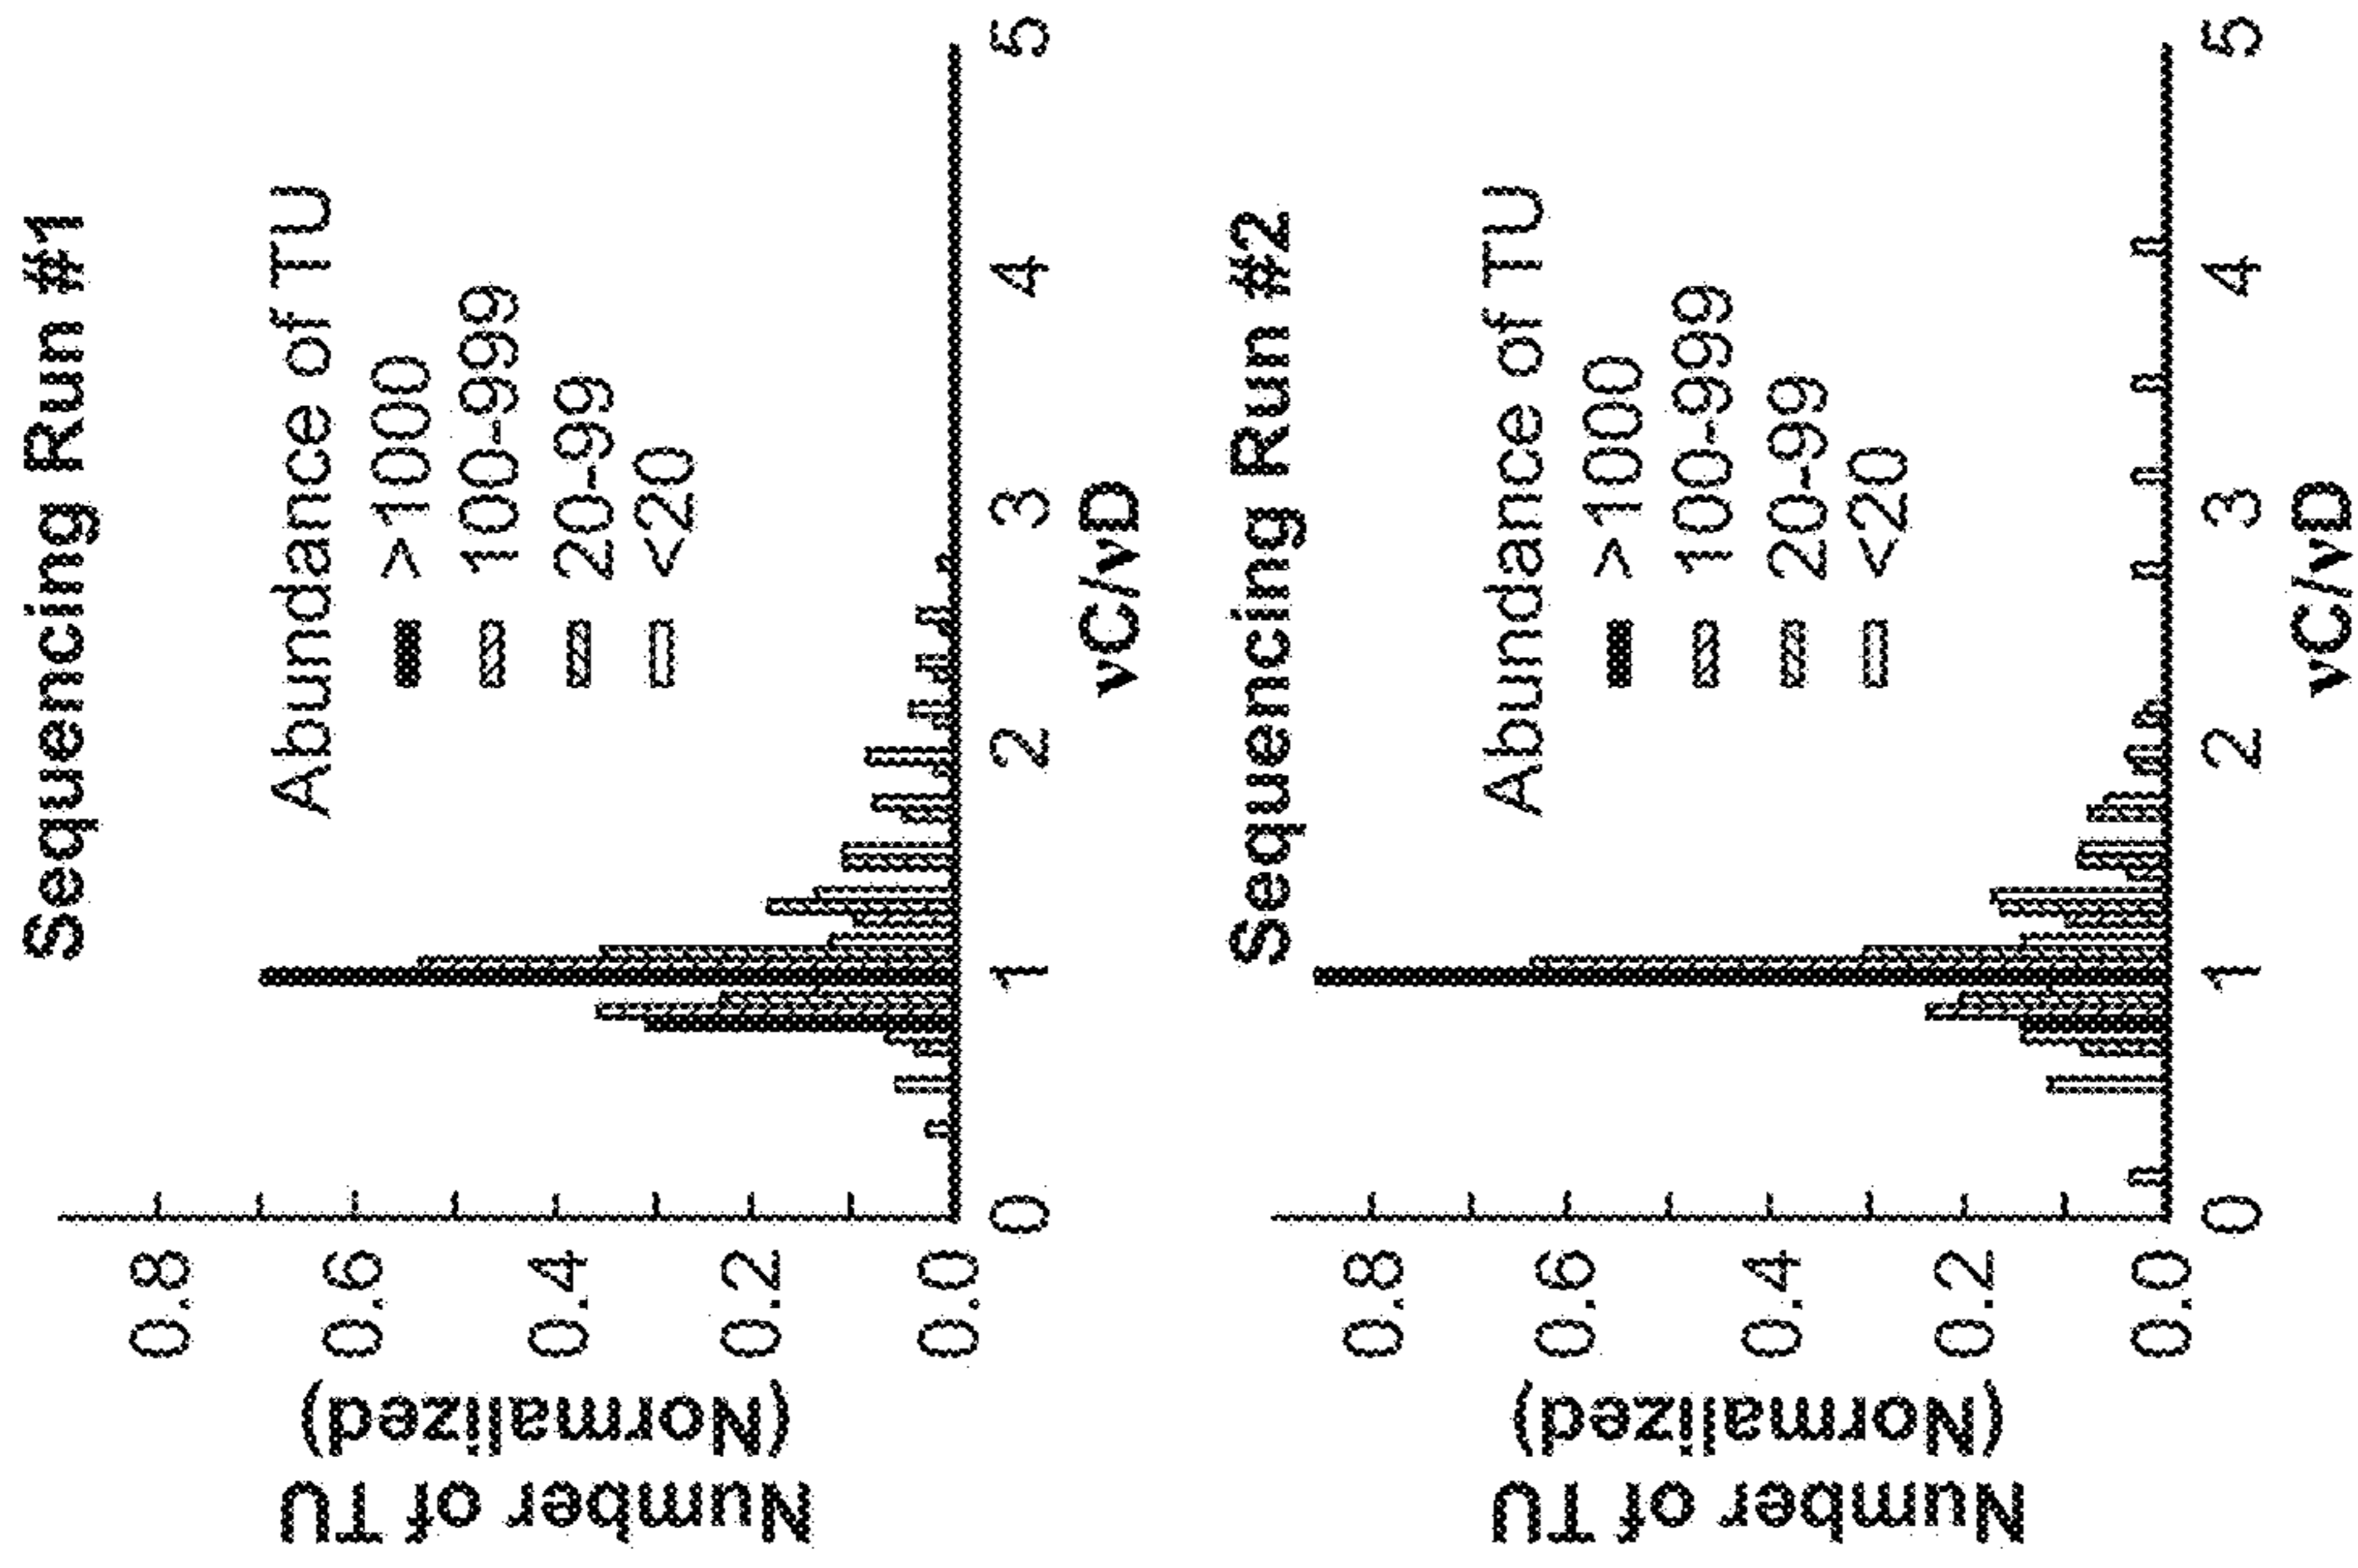 Sequencing Run #1
Abundance of TU
>1000
100-999
20-99
<20
Number of TU
(Normalized)
0.8
0.6
0.4
0.2
0.0
0 1 2 3 4 5
vC/vD
Sequencing Run #2
Abundance of TU
>1000
100-999
20-99
<20
Number of TU
(Normalized)
0.8
0.6
0.4
0.2
0.0
0 1 2 3 4 5
vC/vD